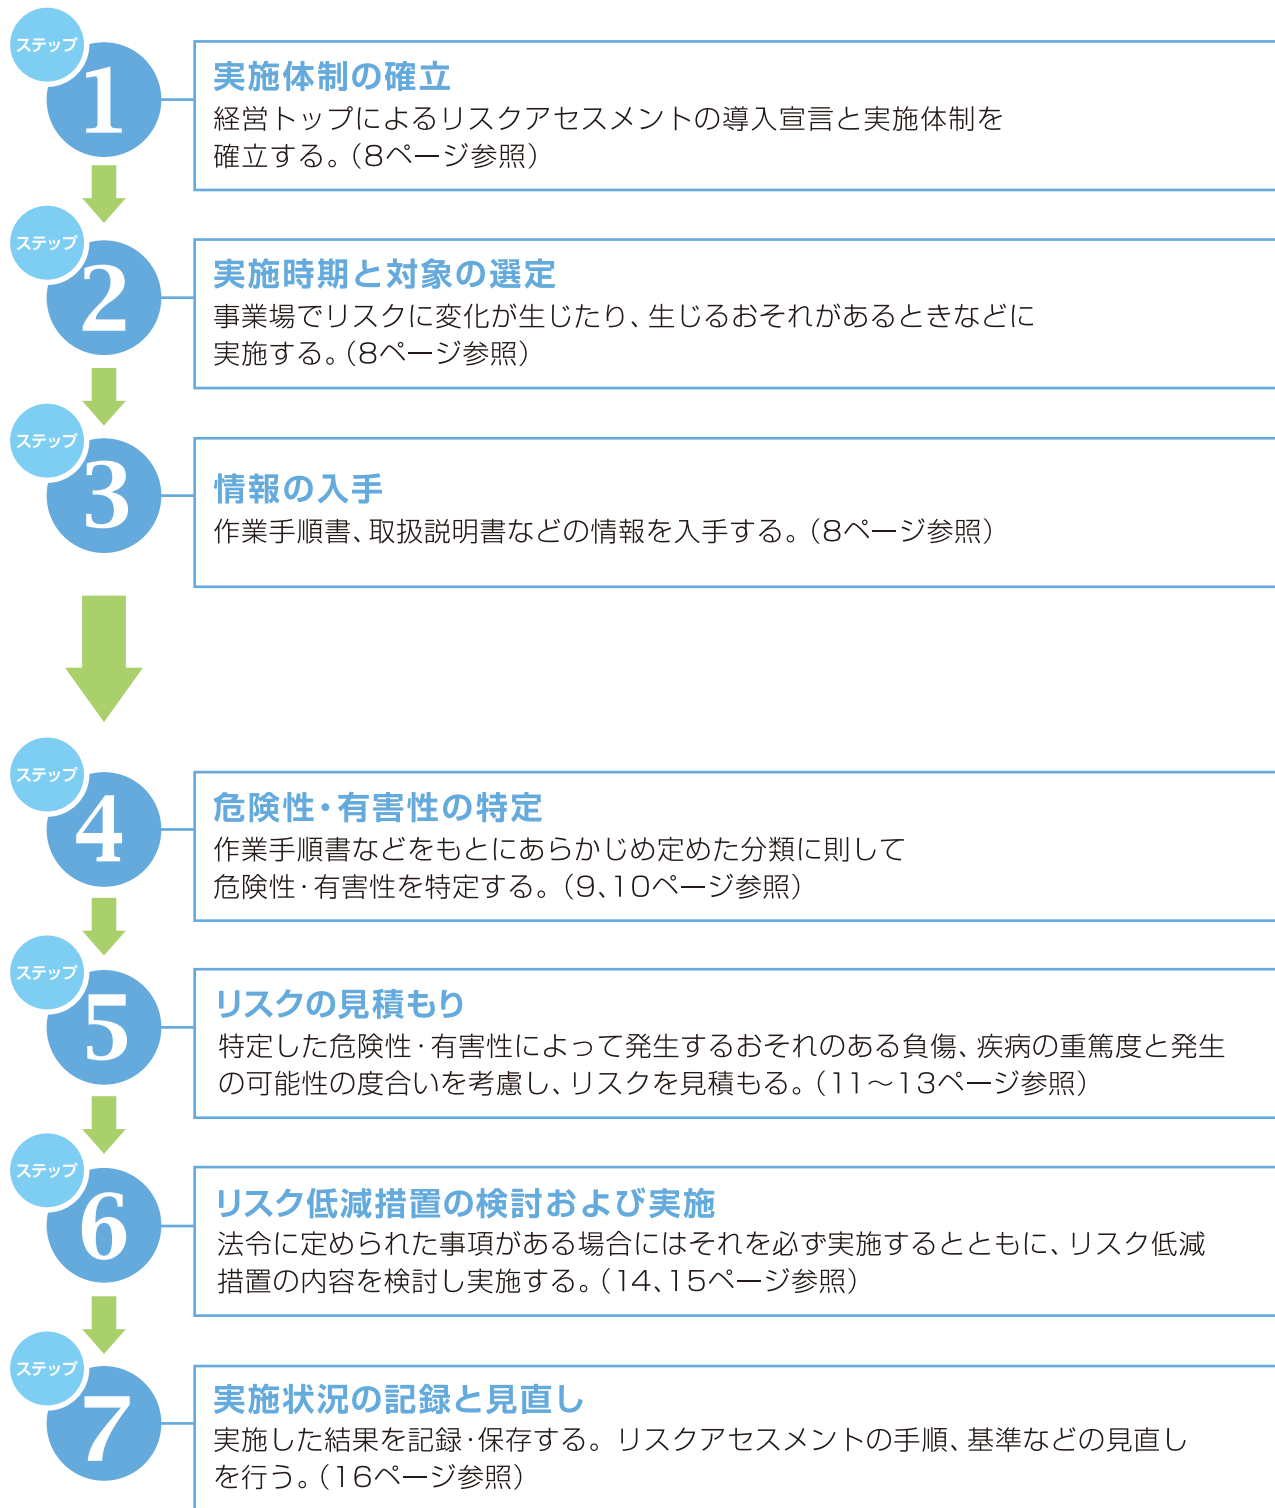 ステップ
1
実施体制の確立
経営トップによるリスクアセスメントの導入宣言と実施体制を
確立する。（8ページ参照）
ステップ
2
実施時期と対象の選定
事業場でリスクに変化が生じたり、生じるおそれがあるときなどに
実施する。（8ページ参照）
ステップ
3
情報の入手
作業手順書、取扱説明書などの情報を入手する。（8ページ参照）
ステップ
4
危険性・有害性の特定
作業手順書などをもとにあらかじめ定めた分類に則して
危険性・有害性を特定する。（9、10ページ参照）
ステップ
5
リスクの見積もり
特定した危険性・有害性によって発生するおそれのある負傷、疾病の重篤度と発生
の可能性の度合いを考慮し、リスクを見積もる。（11～13ページ参照）
ステップ
6
リスク低減措置の検討および実施
法令に定められた事項がある場合にはそれを必ず実施するとともに、リスク低減
措置の内容を検討し実施する。（14、15ページ参照）
ステップ
7
実施状況の記録と見直し
実施した結果を記録・保存する。リスクアセスメントの手順、基準などの見直し
を行う。（16ページ参照）